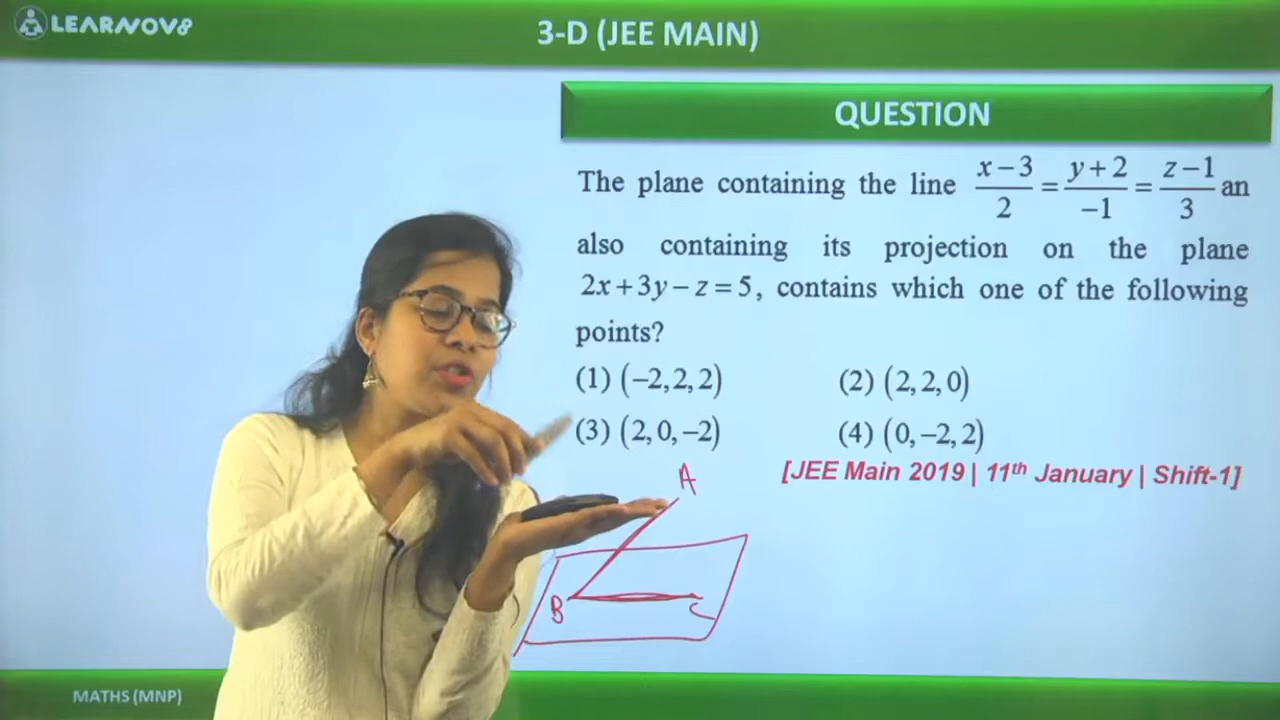 LEARNOV8
3-D (JEE MAIN)
QUESTION
The plane containing the line \frac{x-3}{2} = \frac{y+2}{-1} = \frac{z-1}{3} an
also containing its projection on the plane
2x+3y−z=5, contains which one of the following
points?
(1) (−2,2,2) (2) (2,2,0)
(3) (2,0,−2) (4) (0,−2,2)
[JEE Main 2019 | 11th January | Shift-1]
A
B C
MATHS (MNP)